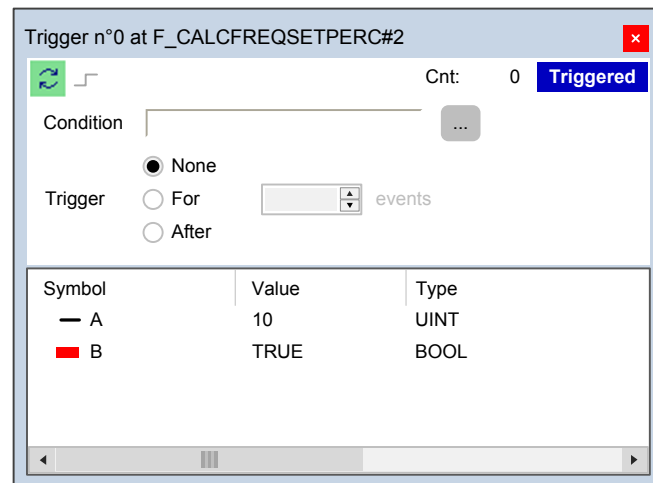 Trigger n°0 at F_CALCFREQSETPERC#2
Cnt: 0 Triggered
Condition ...
None
Trigger For events
After
Symbol Value Type
A 10 UINT
B TRUE BOOL